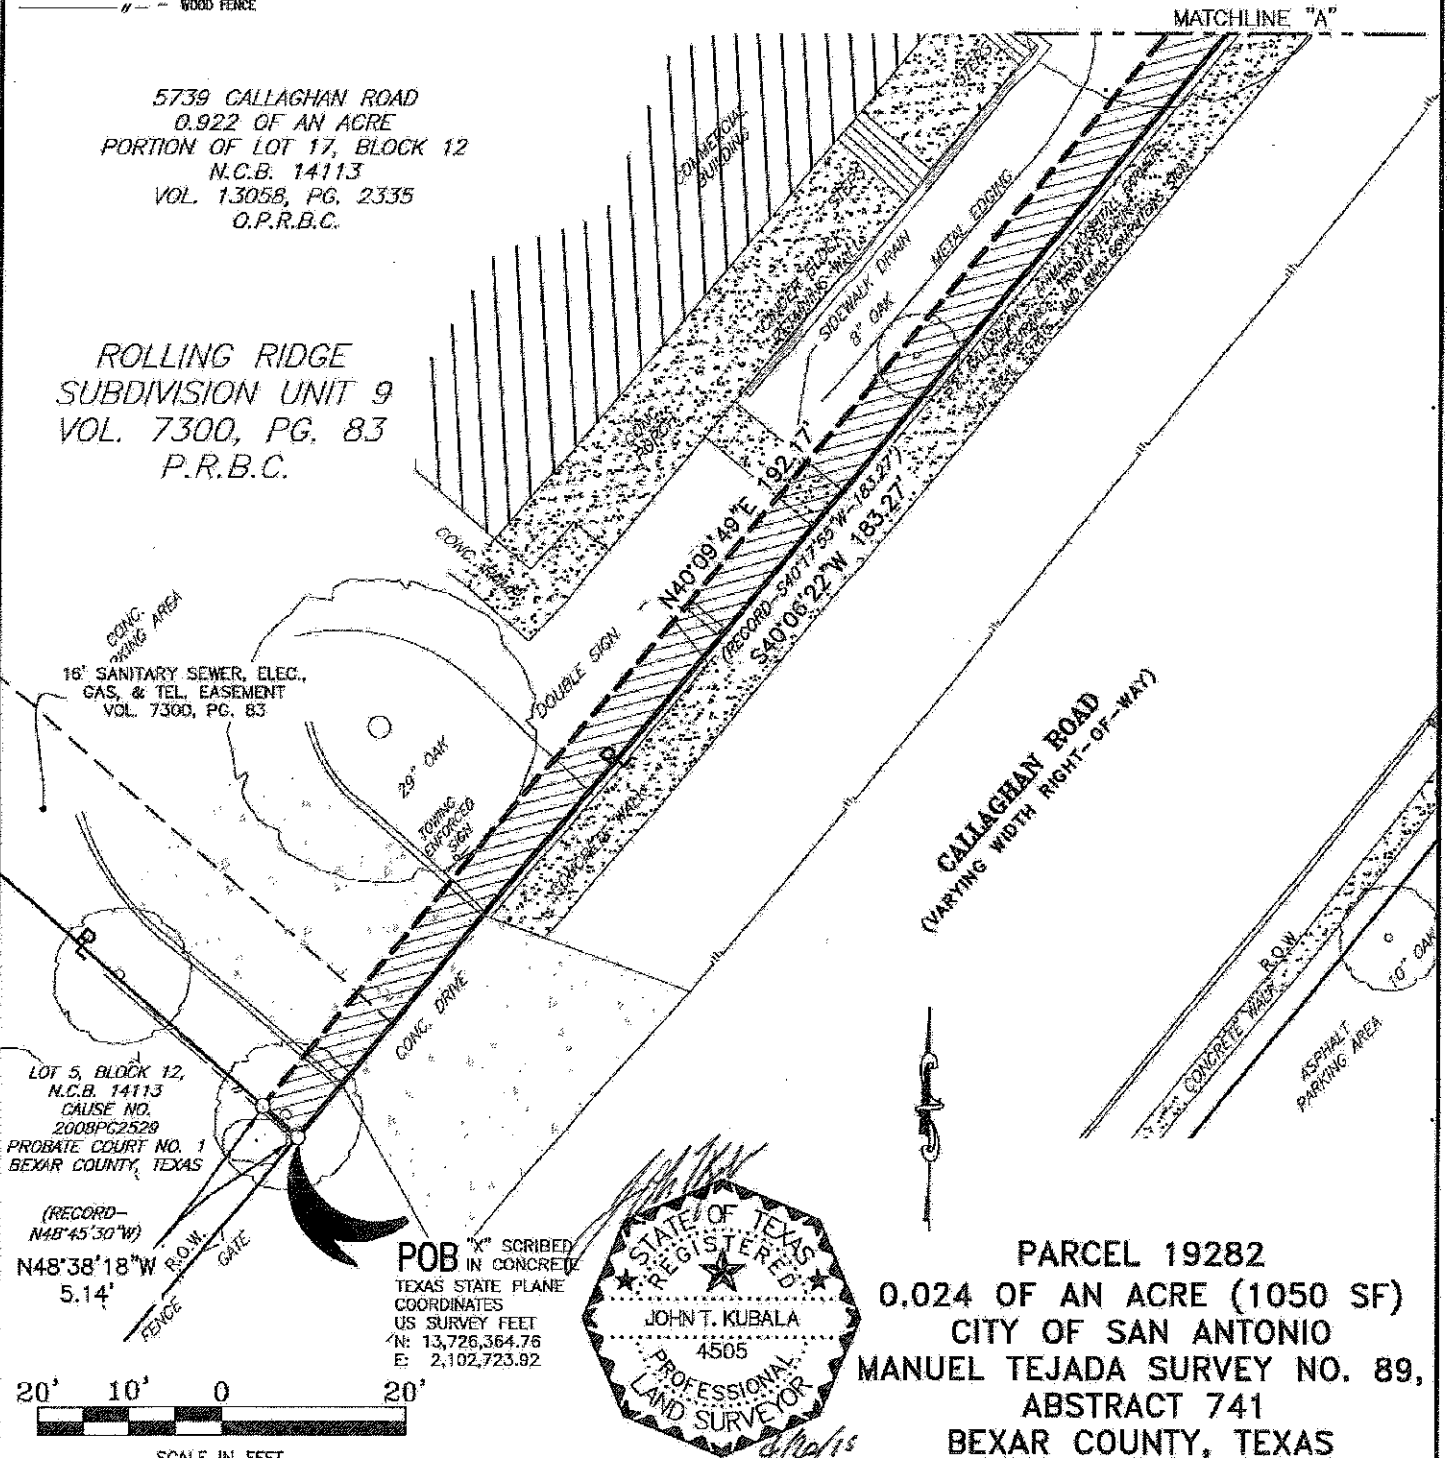 WOOD FENCE
MATCHLINE "A"
5739 CALLAGHAN ROAD
0.922 OF AN ACRE
PORTION OF LOT 17, BLOCK 12
N.C.B. 14113
VOL. 13058, PG. 2335
O.P.R.B.C.
COMMERCIAL
BUILDING
STEPS
STEPS
CINDER BLOCK
RETAINING WALL
SIDEWALK DRAIN
METAL EDGING
8" OAK
ROLLING RIDGE
SUBDIVISION UNIT 9
VOL. 7300, PG. 83
P.R.B.C.
CONC.
PORCH
CONC. RAMP
N40°09'49"E 192.17'
(RECORD-S40°17'55"W-183.27')
S40°06'22"W 183.27'
DOUBLE SIGN
CONC.
RKING AREA
16' SANITARY SEWER, ELEC.,
GAS, & TEL. EASEMENT
VOL. 7300, PG. 83
29" OAK
TOWING
ENFORCED
SIGN
PL
CONCRETE WALK
CALLAGHAN ROAD
(VARYING WIDTH RIGHT-OF-WAY)
PL
CONC. DRIVE
R.O.W.
CONCRETE WALK
10" OAK
ASPHALT
PARKING AREA
LOT 5, BLOCK 12,
N.C.B. 14113
CAUSE NO.
2008PC2529
PROBATE COURT NO. 1
BEXAR COUNTY, TEXAS
(RECORD-
N48°45'30"W)
N48°38'18"W
5.14'
R.O.W.
GATE
FENCE
POB "X" SCRIBED
IN CONCRETE
TEXAS STATE PLANE
COORDINATES
US SURVEY FEET
N: 13,726,364.76
E: 2,102,723.92
STATE OF TEXAS
REGISTERED
JOHN T. KUBALA
4505
PROFESSIONAL
LAND SURVEYOR
PARCEL 19282
0.024 OF AN ACRE (1050 SF)
CITY OF SAN ANTONIO
MANUEL TEJADA SURVEY NO. 89,
ABSTRACT 741
BEXAR COUNTY, TEXAS
20' 10' 0 20'
SCALE IN FEET